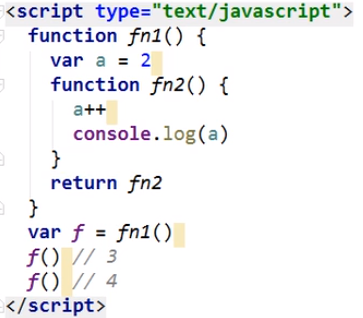 <script type="text/javascript">
function fn1() {
var a = 2
function fn2() {
a++
console.log(a)
}
return fn2
}
var f = fn1()
f() // 3
f() // 4
</script>